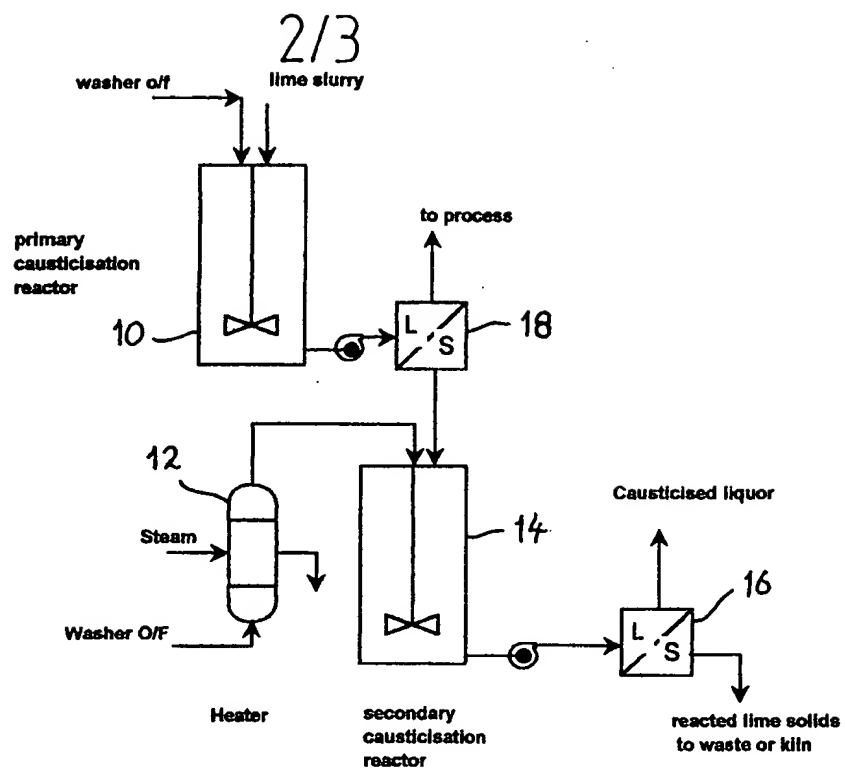 2/3
washer o/f
lime slurry
to process
primary
causticisation
reactor
10
L
S
18
12
Steam
Washer O/F
Heater
14
secondary
causticisation
reactor
Causticised liquor
16
L
S
reacted lime solids
to waste or kiln